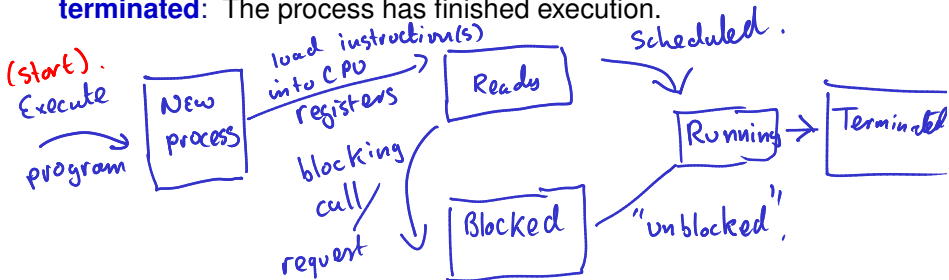 terminated: The process has finished execution.
(start).
Execute
program
New
process
load instruction(s)
into CPU
registers
Ready
scheduled.
Running
Terminated
blocking
call/
request
Blocked
"unblocked".